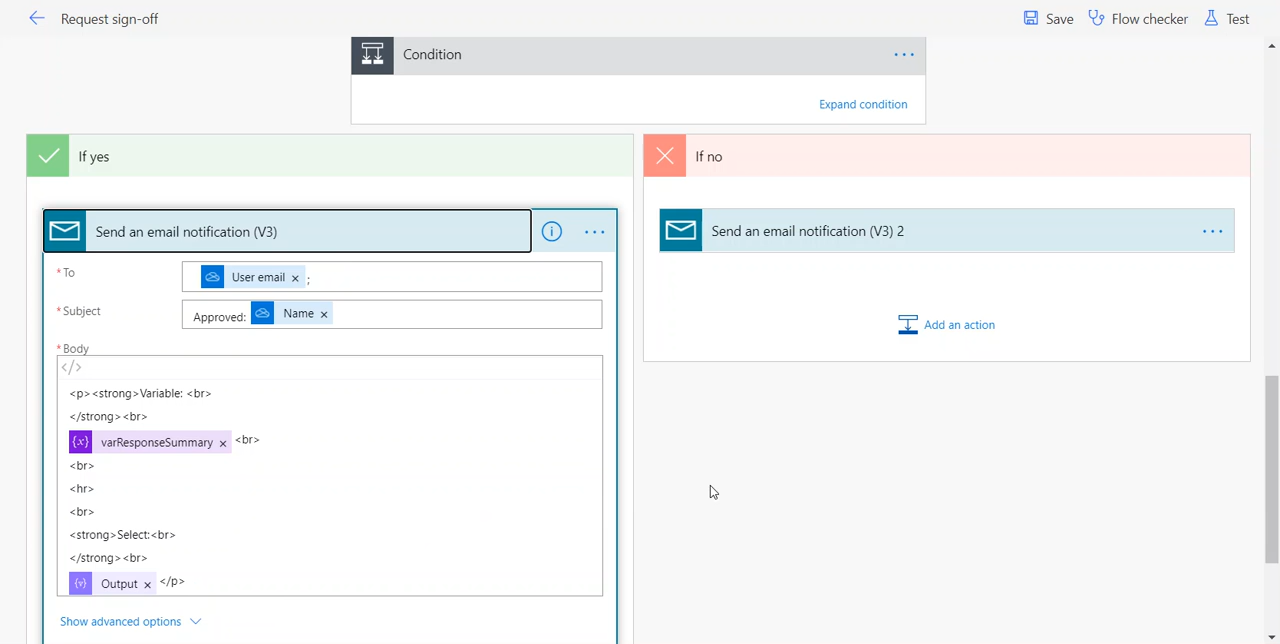 Request sign-off
Save
Flow checker
Test
Condition
...
Expand condition
If yes
If no
Send an email notification (V3)
...
Send an email notification (V3) 2
...
* To
User email × ;
* Subject
Approved: Name ×
Add an action
* Body
</>
<p><strong>Variable: <br>
</strong><br>
{x} varResponseSummary × <br>
<br>
<hr>
<br>
<strong>Select:<br>
</strong><br>
{v} Output × </p>
Show advanced options